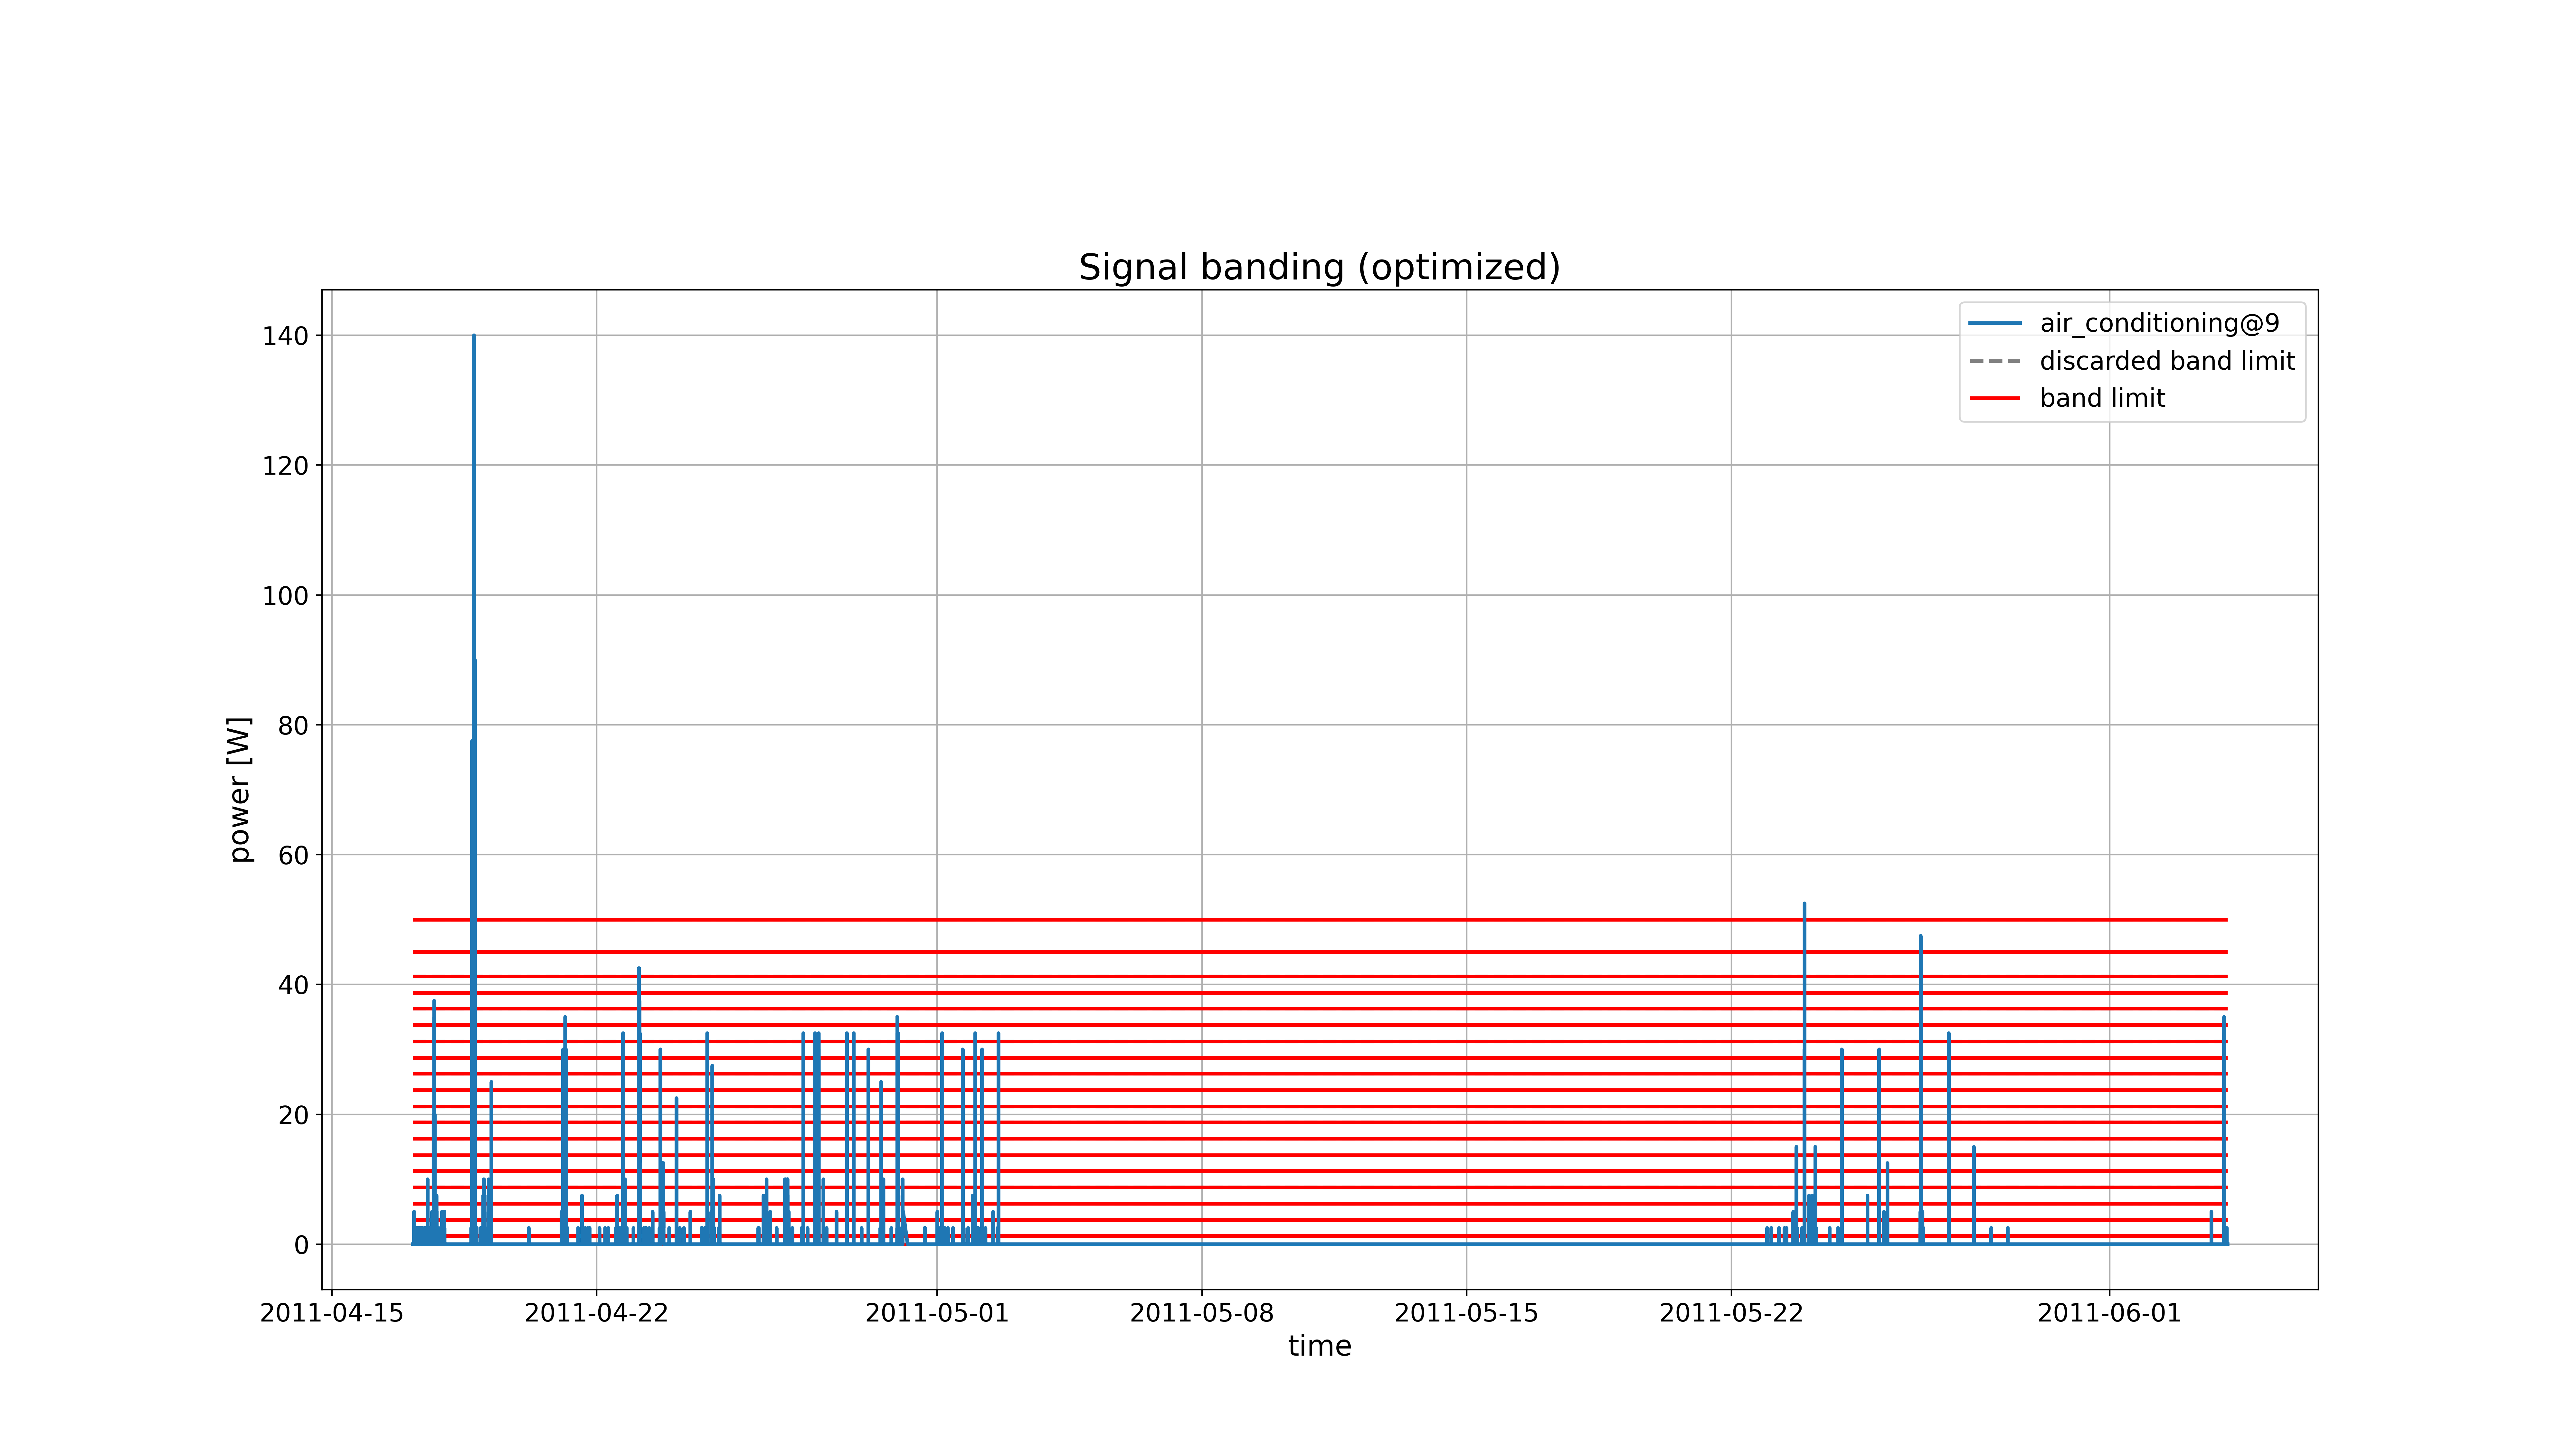 Signal banding (optimized)
air_conditioning@9
discarded band limit
band limit
140
120
100
80
60
40
20
0
power [W]
2011-04-15
2011-04-22
2011-05-01
2011-05-08
2011-05-15
2011-05-22
2011-06-01
time